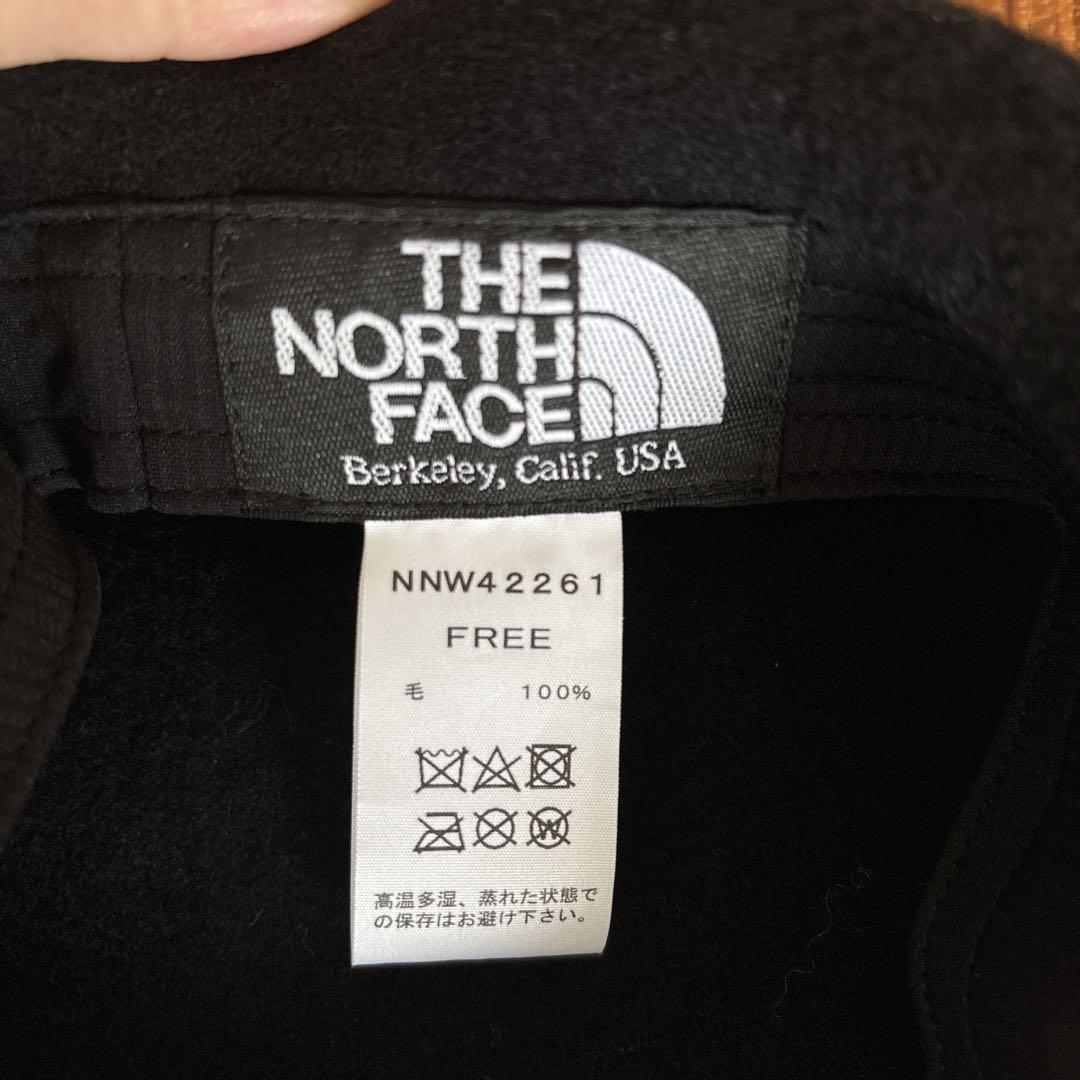 THE
NORTH
FACE
Berkeley, Calif. USA
NNW42261
FREE
毛 100%
W
高温多湿、蒸れた状態で
の保存はお避け下さい。